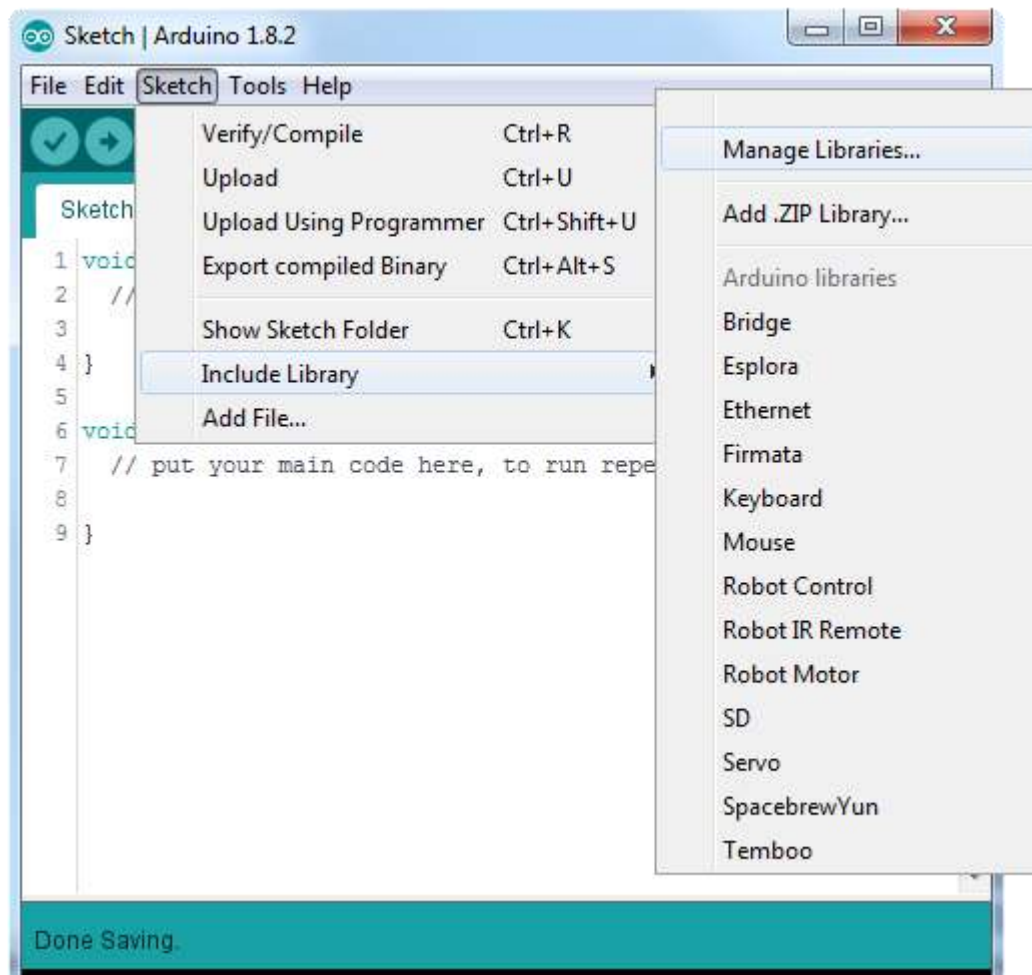 Sketch | Arduino 1.8.2
File Edit Sketch Tools Help
Verify/Compile Ctrl+R
Upload Ctrl+U
Upload Using Programmer Ctrl+Shift+U
Export compiled Binary Ctrl+Alt+S
Show Sketch Folder Ctrl+K
Include Library
Add File...
Manage Libraries...
Add .ZIP Library...
Arduino libraries
Bridge
Esplora
Ethernet
Firmata
Keyboard
Mouse
Robot Control
Robot IR Remote
Robot Motor
SD
Servo
SpacebrewYun
Temboo
Sketch
1 void
2 //
3
4 }
5
6 void
7 // put your main code here, to run repe
8
9 }
Done Saving.